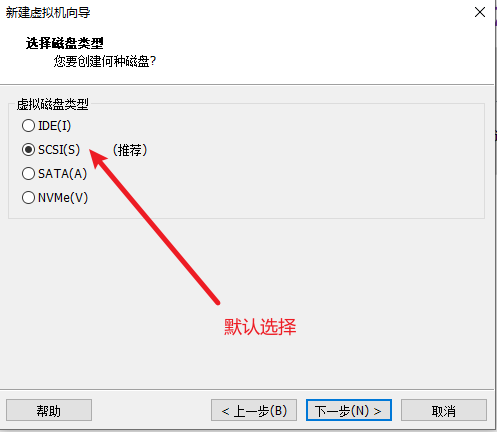 新建虚拟机向导
选择磁盘类型
您要创建何种磁盘?
虚拟磁盘类型
IDE(I)
SCSI(S) (推荐)
SATA(A)
NVMe(V)
默认选择
帮助 < 上一步(B) 下一步(N) > 取消